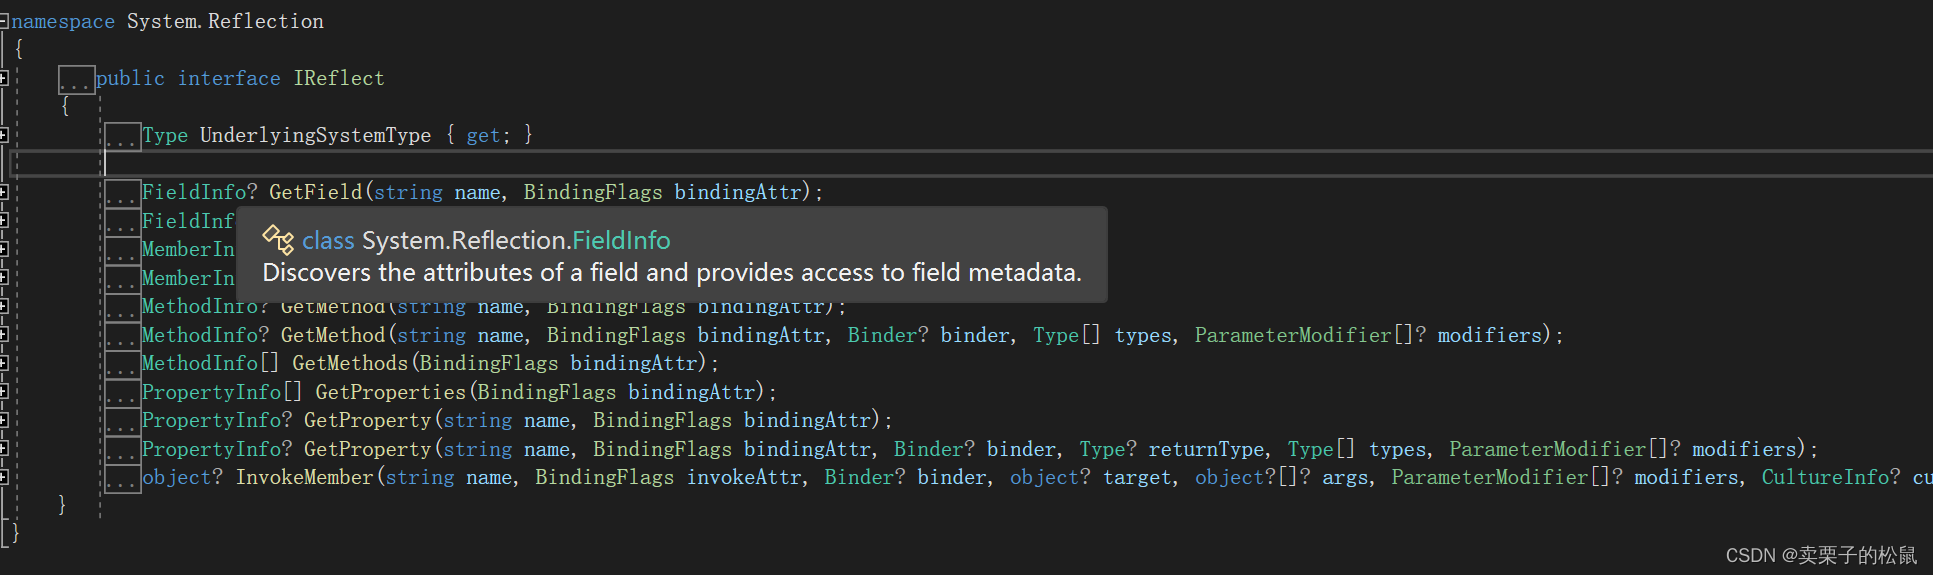 namespace System.Reflection
{
...public interface IReflect
{
...Type UnderlyingSystemType { get; }
...FieldInfo? GetField(string name, BindingFlags bindingAttr);
...FieldInf
class System.Reflection.FieldInfo
...MemberIn
Discovers the attributes of a field and provides access to field metadata.
...MemberIn
...MethodInfo? GetMethod(string name, BindingFlags bindingAttr);
...MethodInfo? GetMethod(string name, BindingFlags bindingAttr, Binder? binder, Type[] types, ParameterModifier[]? modifiers);
...MethodInfo[] GetMethods(BindingFlags bindingAttr);
...PropertyInfo[] GetProperties(BindingFlags bindingAttr);
...PropertyInfo? GetProperty(string name, BindingFlags bindingAttr);
...PropertyInfo? GetProperty(string name, BindingFlags bindingAttr, Binder? binder, Type? returnType, Type[] types, ParameterModifier[]? modifiers);
...object? InvokeMember(string name, BindingFlags invokeAttr, Binder? binder, object? target, object?[]? args, ParameterModifier[]? modifiers, CultureInfo? cu
}
}
CSDN @卖栗子的松鼠